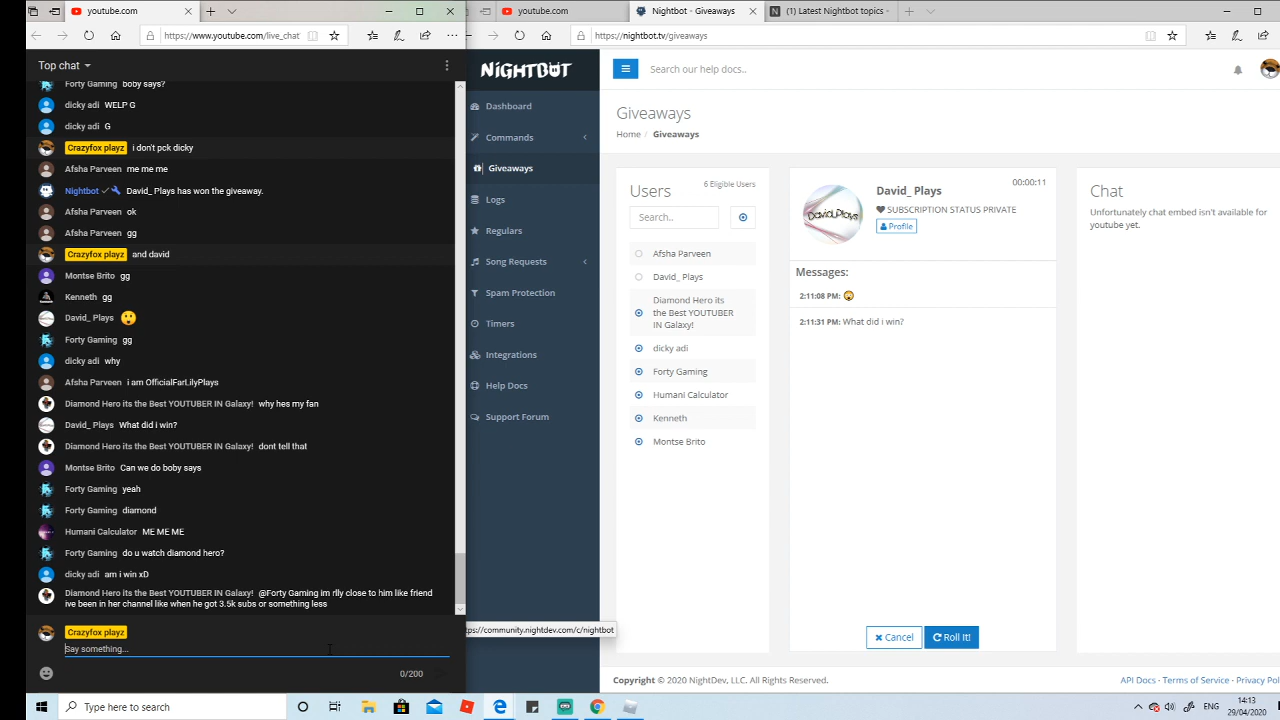 youtube.com
https://www.youtube.com/live_chat
Top chat
Forty Gaming boby says?
dicky adi WELP G
dicky adi G
Crazyfox playz i don't pck dicky
Afsha Parveen me me me
Nightbot David_ Plays has won the giveaway.
Afsha Parveen ok
Afsha Parveen gg
Crazyfox playz and david
Montse Brito gg
Kenneth gg
David_ Plays 😲
Forty Gaming gg
dicky adi why
Afsha Parveen i am OfficialFarLilyPlays
Diamond Hero its the Best YOUTUBER IN Galaxy! why hes my fan
David_ Plays What did i win?
Diamond Hero its the Best YOUTUBER IN Galaxy! dont tell that
Montse Brito Can we do boby says
Forty Gaming yeah
Forty Gaming diamond
Humani Calculator ME ME ME
Forty Gaming do u watch diamond hero?
dicky adi am i win xD
Diamond Hero its the Best YOUTUBER IN Galaxy! @Forty Gaming im rlly close to him like friend
ive been in her channel like when he got 3.5k subs or something less
Crazyfox playz
Say something...
0/200
youtube.com
Nightbot - Giveaways
(1) Latest Nightbot topics -
https://nightbot.tv/giveaways
NIGHTBOT
Search our help docs..
Dashboard
Commands
Giveaways
Logs
Regulars
Song Requests
Spam Protection
Timers
Integrations
Help Docs
Support Forum
tps://community.nightdev.com/c/nightbot
Giveaways
Home / Giveaways
Users
6 Eligible Users
Search..
Afsha Parveen
David_ Plays
Diamond Hero its
the Best YOUTUBER
IN Galaxy!
dicky adi
Forty Gaming
Humani Calculator
Kenneth
Montse Brito
DavidPlays
David_ Plays
00:00:11
SUBSCRIPTION STATUS PRIVATE
Profile
Messages:
2:11:08 PM: 😲
2:11:31 PM: What did i win?
Cancel
Roll It!
Chat
Unfortunately chat embed isn't available for
youtube yet.
Copyright © 2020 NightDev, LLC. All Rights Reserved.
API Docs - Terms of Service - Privacy Pol
Type here to search
ENG
14:13
29/04/2020